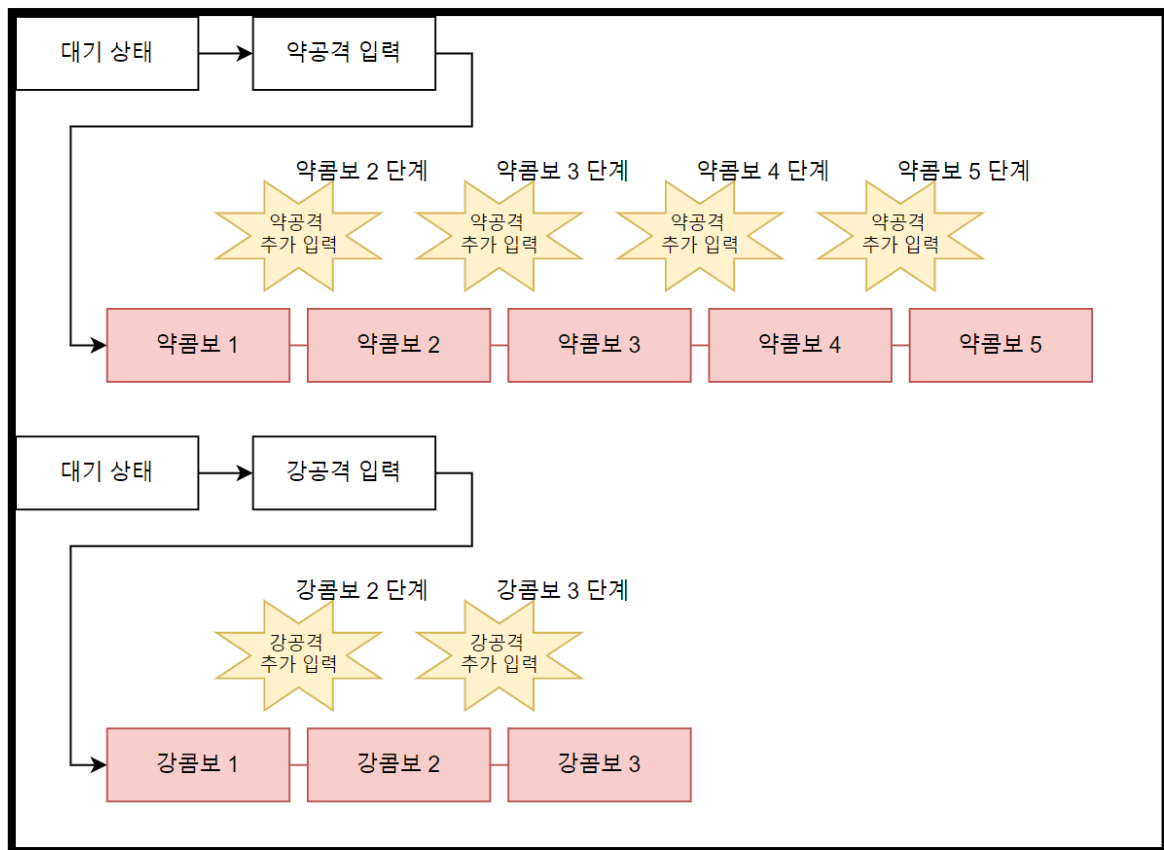 대기 상태
약공격 입력
약콤보 2 단계
약콤보 3 단계
약콤보 4 단계
약콤보 5 단계
약공격
추가 입력
약공격
추가 입력
약공격
추가 입력
약공격
추가 입력
약콤보 1
약콤보 2
약콤보 3
약콤보 4
약콤보 5
대기 상태
강공격 입력
강콤보 2 단계
강콤보 3 단계
강공격
추가 입력
강공격
추가 입력
강콤보 1
강콤보 2
강콤보 3